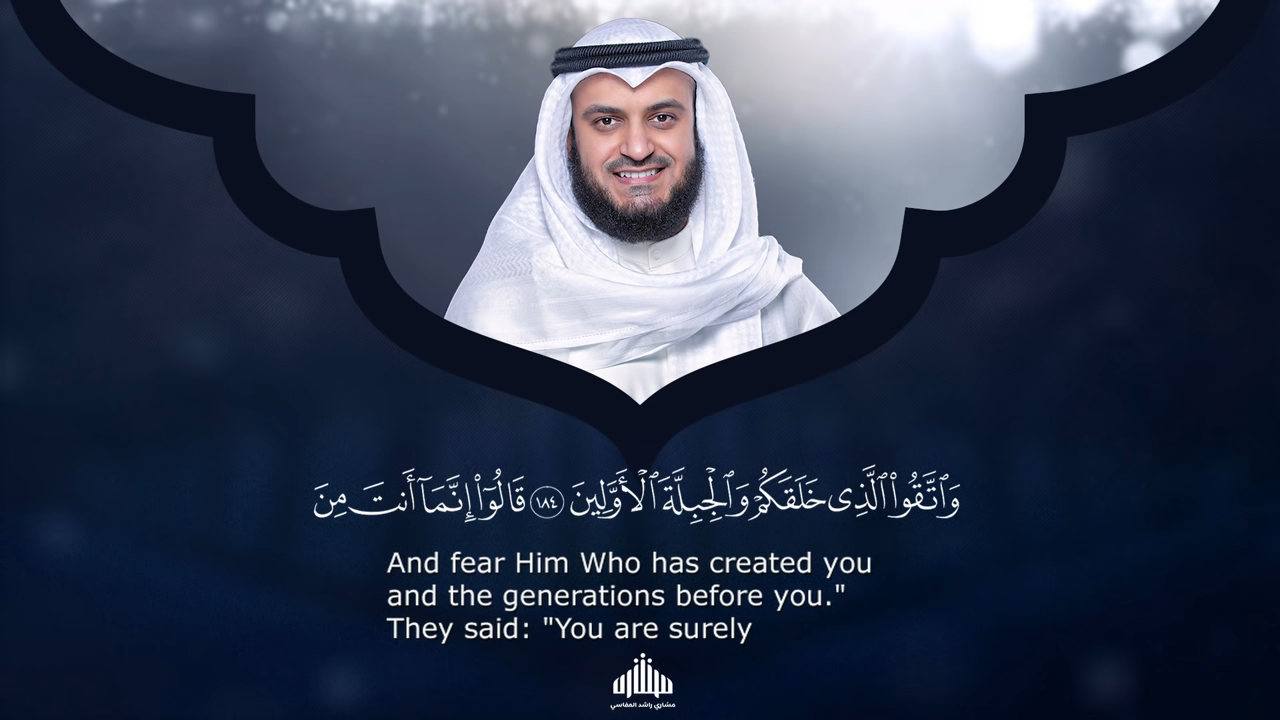 وَٱتَّقُوا۟ ٱلَّذِى خَلَقَكُمْ وَٱلْجِبِلَّةَ ٱلْأَوَّلِينَ ١٨٤ قَالُوٓا۟ إِنَّمَآ أَنتَ مِنَ
And fear Him Who has created you
and the generations before you."
They said: "You are surely
مشاري راشد العفاسي